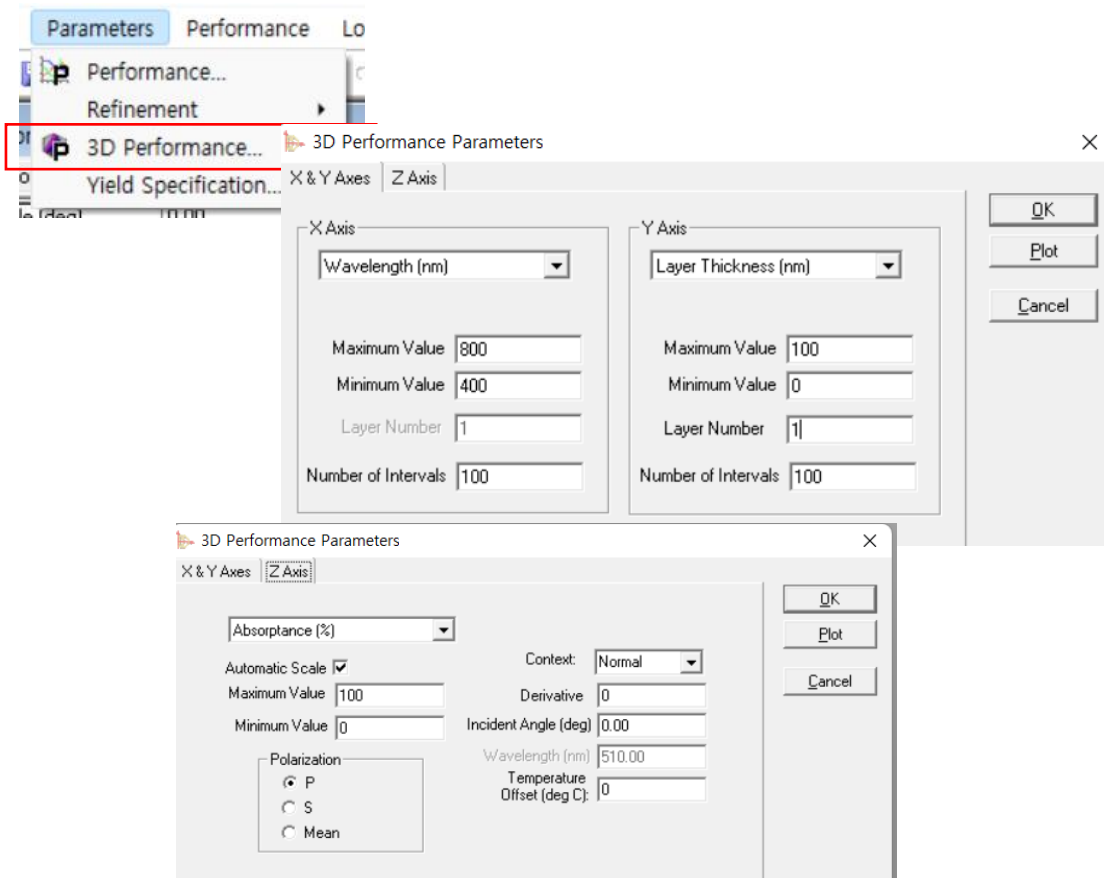 Parameters Performance Lo
Performance...
Refinement
3D Performance...
Yield Specification...
0.00
3D Performance Parameters
X & Y Axes Z Axis
X Axis
Wavelength (nm)
Maximum Value 800
Minimum Value 400
Layer Number 1
Number of Intervals 100
Y Axis
Layer Thickness (nm)
Maximum Value 100
Minimum Value 0
Layer Number 1
Number of Intervals 100
OK
Plot
Cancel
3D Performance Parameters
X & Y Axes Z Axis
Absorptance (%)
Automatic Scale
Maximum Value 100
Minimum Value 0
Polarization
P
S
Mean
Context: Normal
Derivative 0
Incident Angle (deg) 0.00
Wavelength (nm) 510.00
Temperature
Offset (deg C): 0
OK
Plot
Cancel